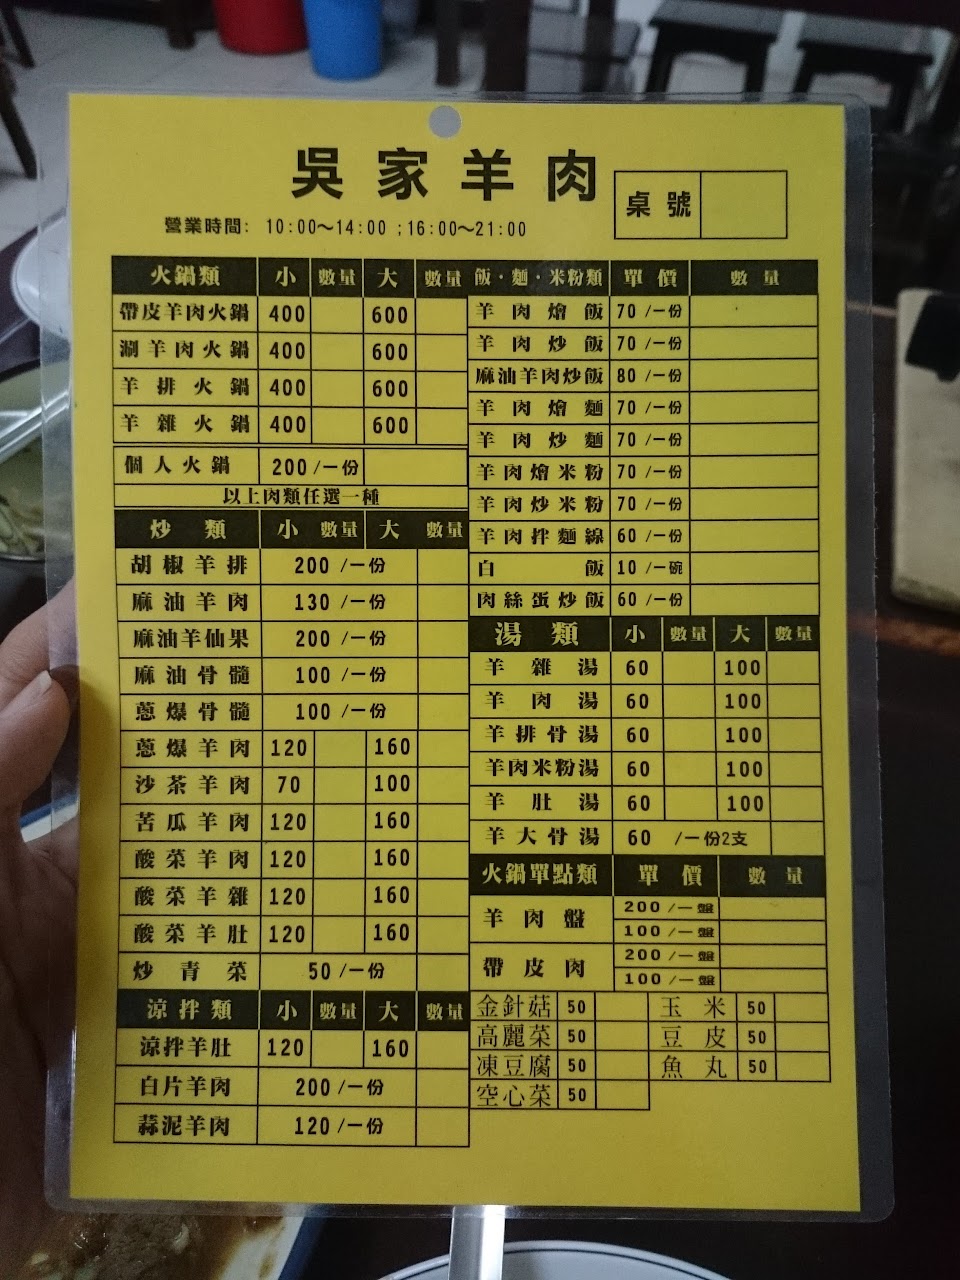 吳家羊肉
桌號
營業時間: 10:00～14:00 ;16:00～21:00
火鍋類 小 數量 大 數量
帶皮羊肉火鍋 400 600
涮羊肉火鍋 400 600
羊排火鍋 400 600
羊雜火鍋 400 600
個人火鍋 200/一份
以上肉類任選一種
炒類 小 數量 大 數量
胡椒羊排 200/一份
麻油羊肉 130/一份
麻油羊仙果 200/一份
麻油骨髓 100/一份
蔥爆骨髓 100/一份
蔥爆羊肉 120 160
沙茶羊肉 70 100
苦瓜羊肉 120 160
酸菜羊肉 120 160
酸菜羊雜 120 160
酸菜羊肚 120 160
炒青菜 50/一份
涼拌類 小 數量 大 數量
涼拌羊肚 120 160
白片羊肉 200/一份
蒜泥羊肉 120/一份
飯·麵·米粉類 單價 數量
羊肉燴飯 70/一份
羊肉炒飯 70/一份
麻油羊肉炒飯 80/一份
羊肉燴麵 70/一份
羊肉炒麵 70/一份
羊肉燴米粉 70/一份
羊肉炒米粉 70/一份
羊肉拌麵線 60/一份
白飯 10/一碗
肉絲蛋炒飯 60/一份
湯類 小 數量 大 數量
羊雜湯 60 100
羊肉湯 60 100
羊排骨湯 60 100
羊肉米粉湯 60 100
羊肚湯 60 100
羊大骨湯 60 /一份2支
火鍋單點類 單價 數量
羊肉盤 200/一盤
100/一盤
帶皮肉 200/一盤
100/一盤
金針菇 50 玉米 50
高麗菜 50 豆皮 50
凍豆腐 50 魚丸 50
空心菜 50